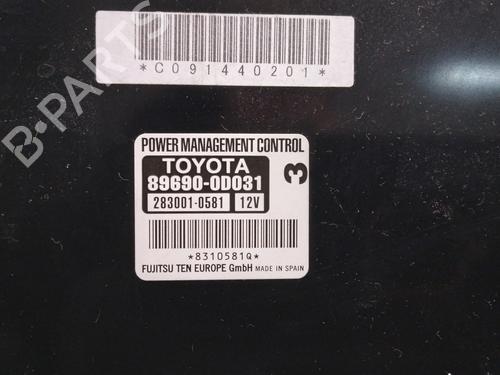 B-PARTS
*C091440201*
POWER MANAGEMENT CONTROL
TOYOTA
89690-0D031
3
283001-0581 12V
*8310581Q*
FUJITSU TEN EUROPE GmbH MADE IN SPAIN